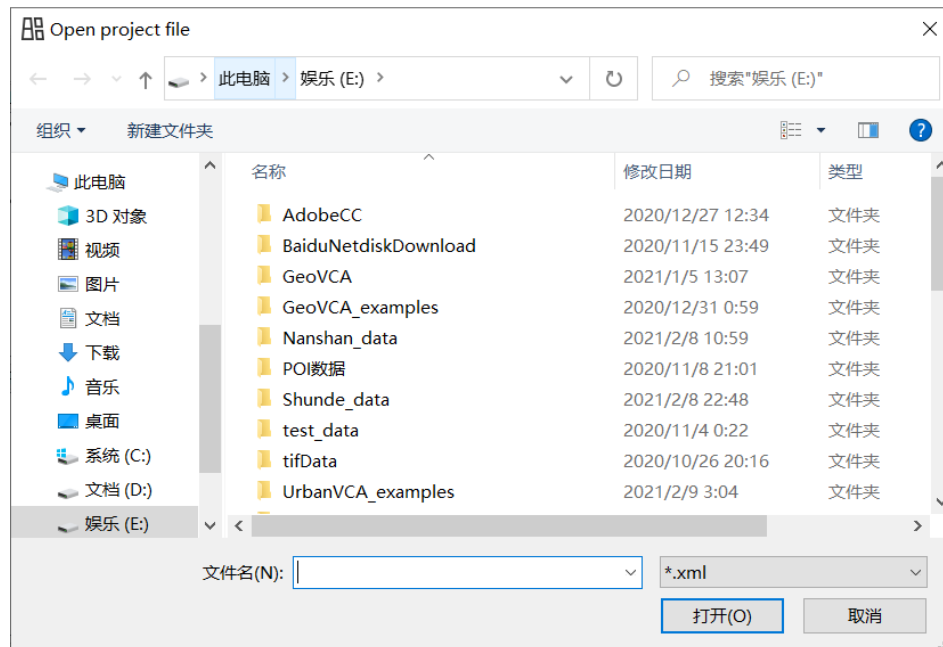 Open project file
此电脑 娱乐 (E:) 搜索"娱乐 (E:)"
组织 新建文件夹
名称 修改日期 类型
此电脑
3D 对象
视频
图片
文档
下载
音乐
桌面
系统 (C:)
文档 (D:)
娱乐 (E:)
AdobeCC 2020/12/27 12:34 文件夹
BaiduNetdiskDownload 2020/11/15 23:49 文件夹
GeoVCA 2021/1/5 13:07 文件夹
GeoVCA_examples 2020/12/31 0:59 文件夹
Nanshan_data 2021/2/8 10:59 文件夹
POI数据 2020/11/8 21:01 文件夹
Shunde_data 2021/2/8 22:48 文件夹
test_data 2020/11/4 0:22 文件夹
tifData 2020/10/26 20:16 文件夹
UrbanVCA_examples 2021/2/9 3:04 文件夹
文件名(N): *.xml
打开(O) 取消